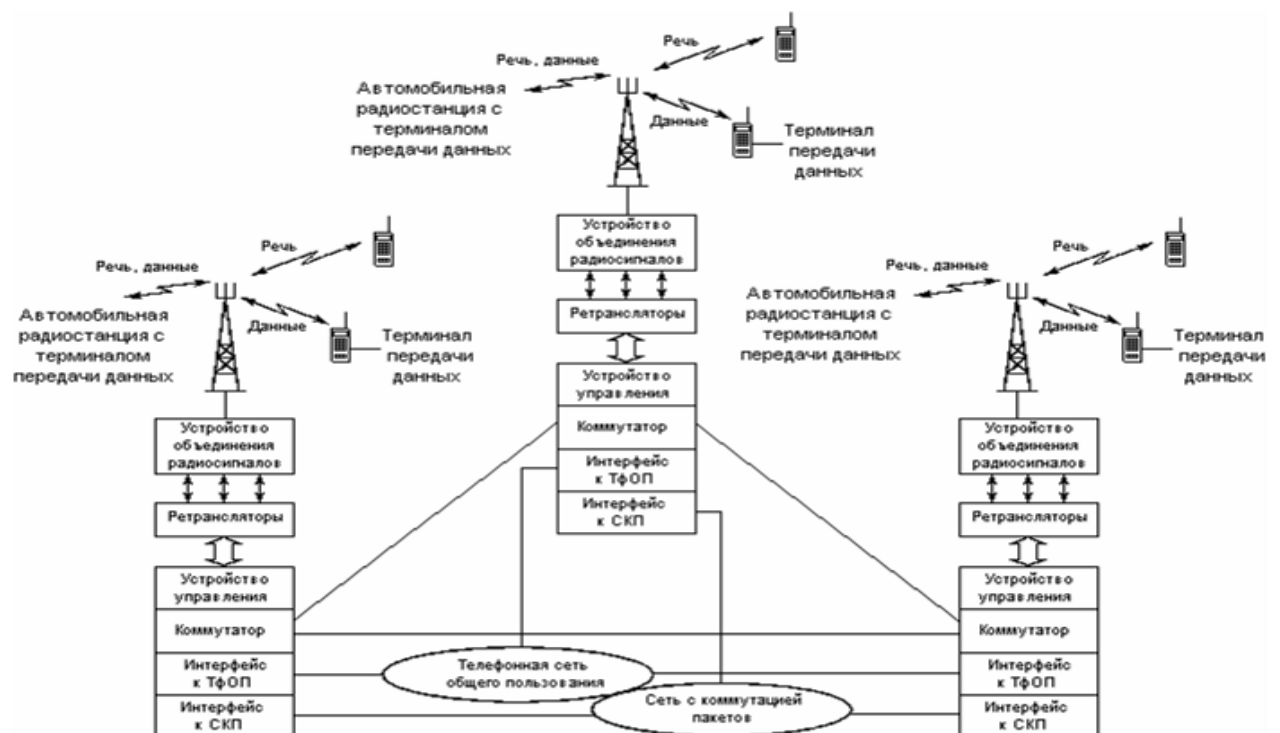 Речь
Речь, данные
Автомобильная
радиостанция с
терминалом
передачи данных
Данные
Терминал
передачи
данных
Устройство
объединения
радиосигналов
Ретрансляторы
Устройство
управления
Коммутатор
Интерфейс
к ТфОП
Интерфейс
к СКП
Речь
Речь, данные
Автомобильная
радиостанция с
терминалом
передачи данных
Данные
Терминал
передачи
данных
Устройство
объединения
радиосигналов
Ретрансляторы
Устройство
управления
Коммутатор
Интерфейс
к ТфОП
Интерфейс
к СКП
Речь
Речь, данные
Автомобильная
радиостанция с
терминалом
передачи данных
Данные
Терминал
передачи
данных
Устройство
объединения
радиосигналов
Ретрансляторы
Устройство
управления
Коммутатор
Интерфейс
к ТфОП
Интерфейс
к СКП
Телефонная сеть
общего пользования
Сеть с коммутацией
пакетов